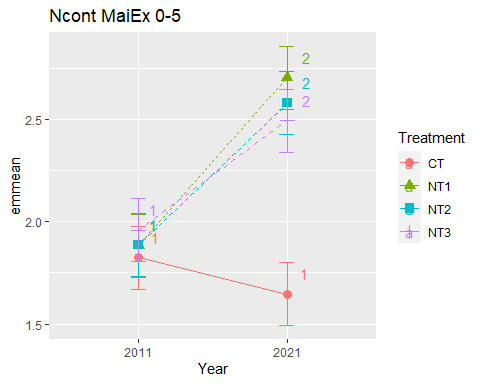 Ncont MaiEx 0-5
emmean
2.5
2.0
1.5
2
2
2
1
1
1
1
2011
2021
Year
Treatment
a CT
a NT1
a NT2
a NT3